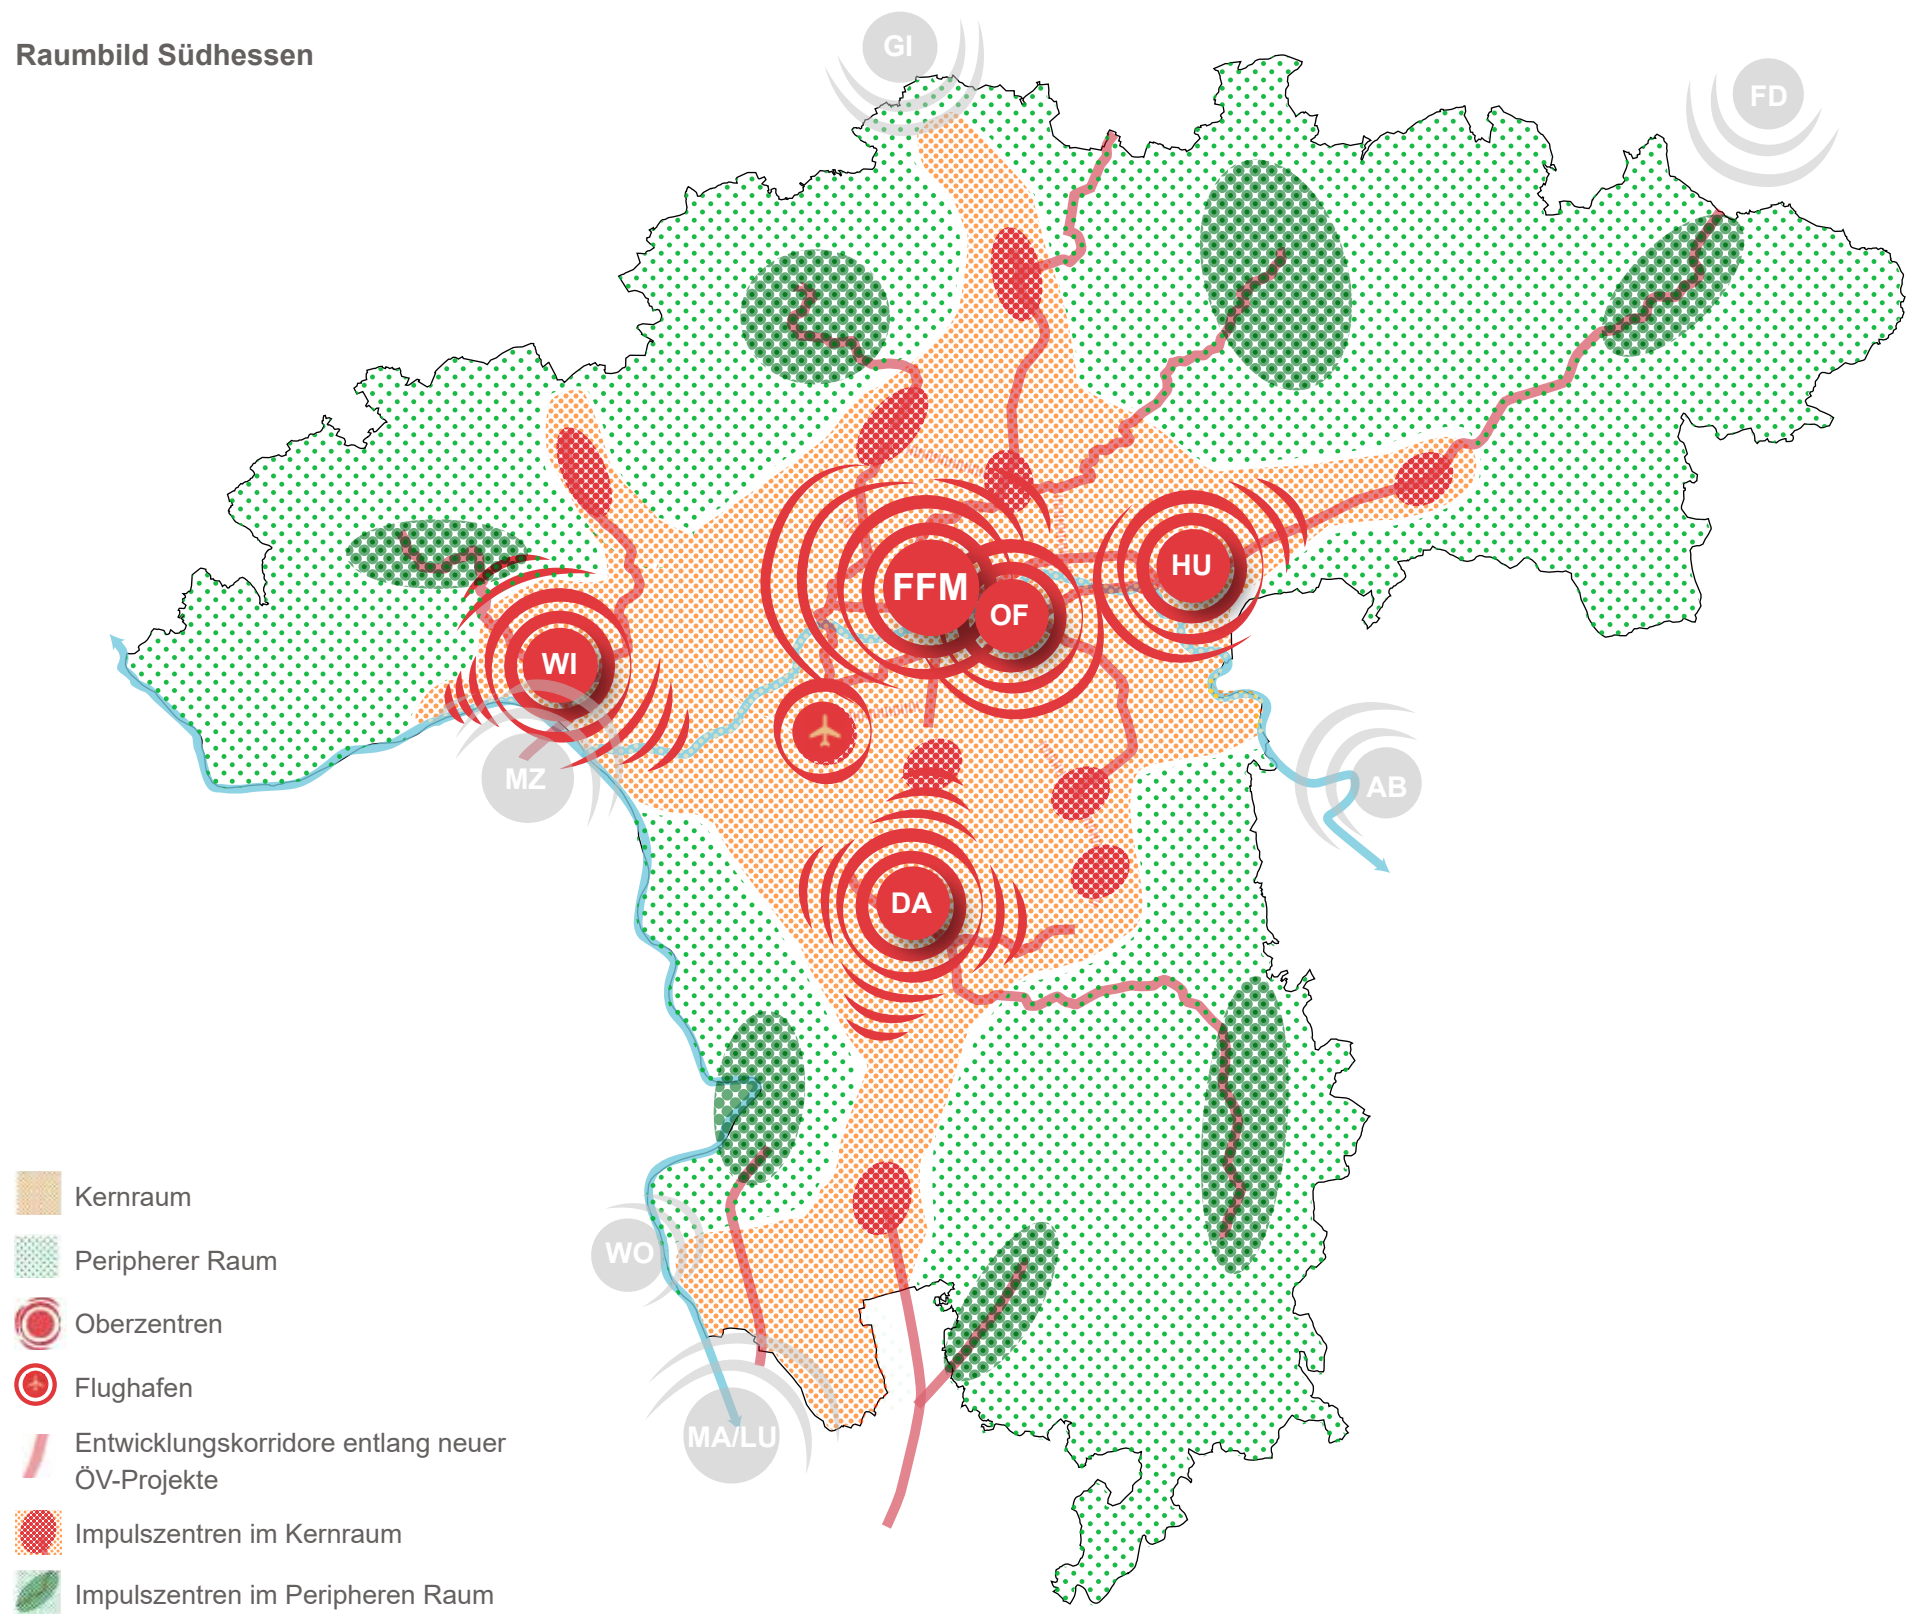 Raumbild Südhessen
GI
FD
FFM
OF
HU
WI
MZ
AB
DA
WO
MA/LU
Kernraum
Peripherer Raum
Oberzentren
Flughafen
Entwicklungskorridore entlang neuer
ÖV-Projekte
Impulszentren im Kernraum
Impulszentren im Peripheren Raum